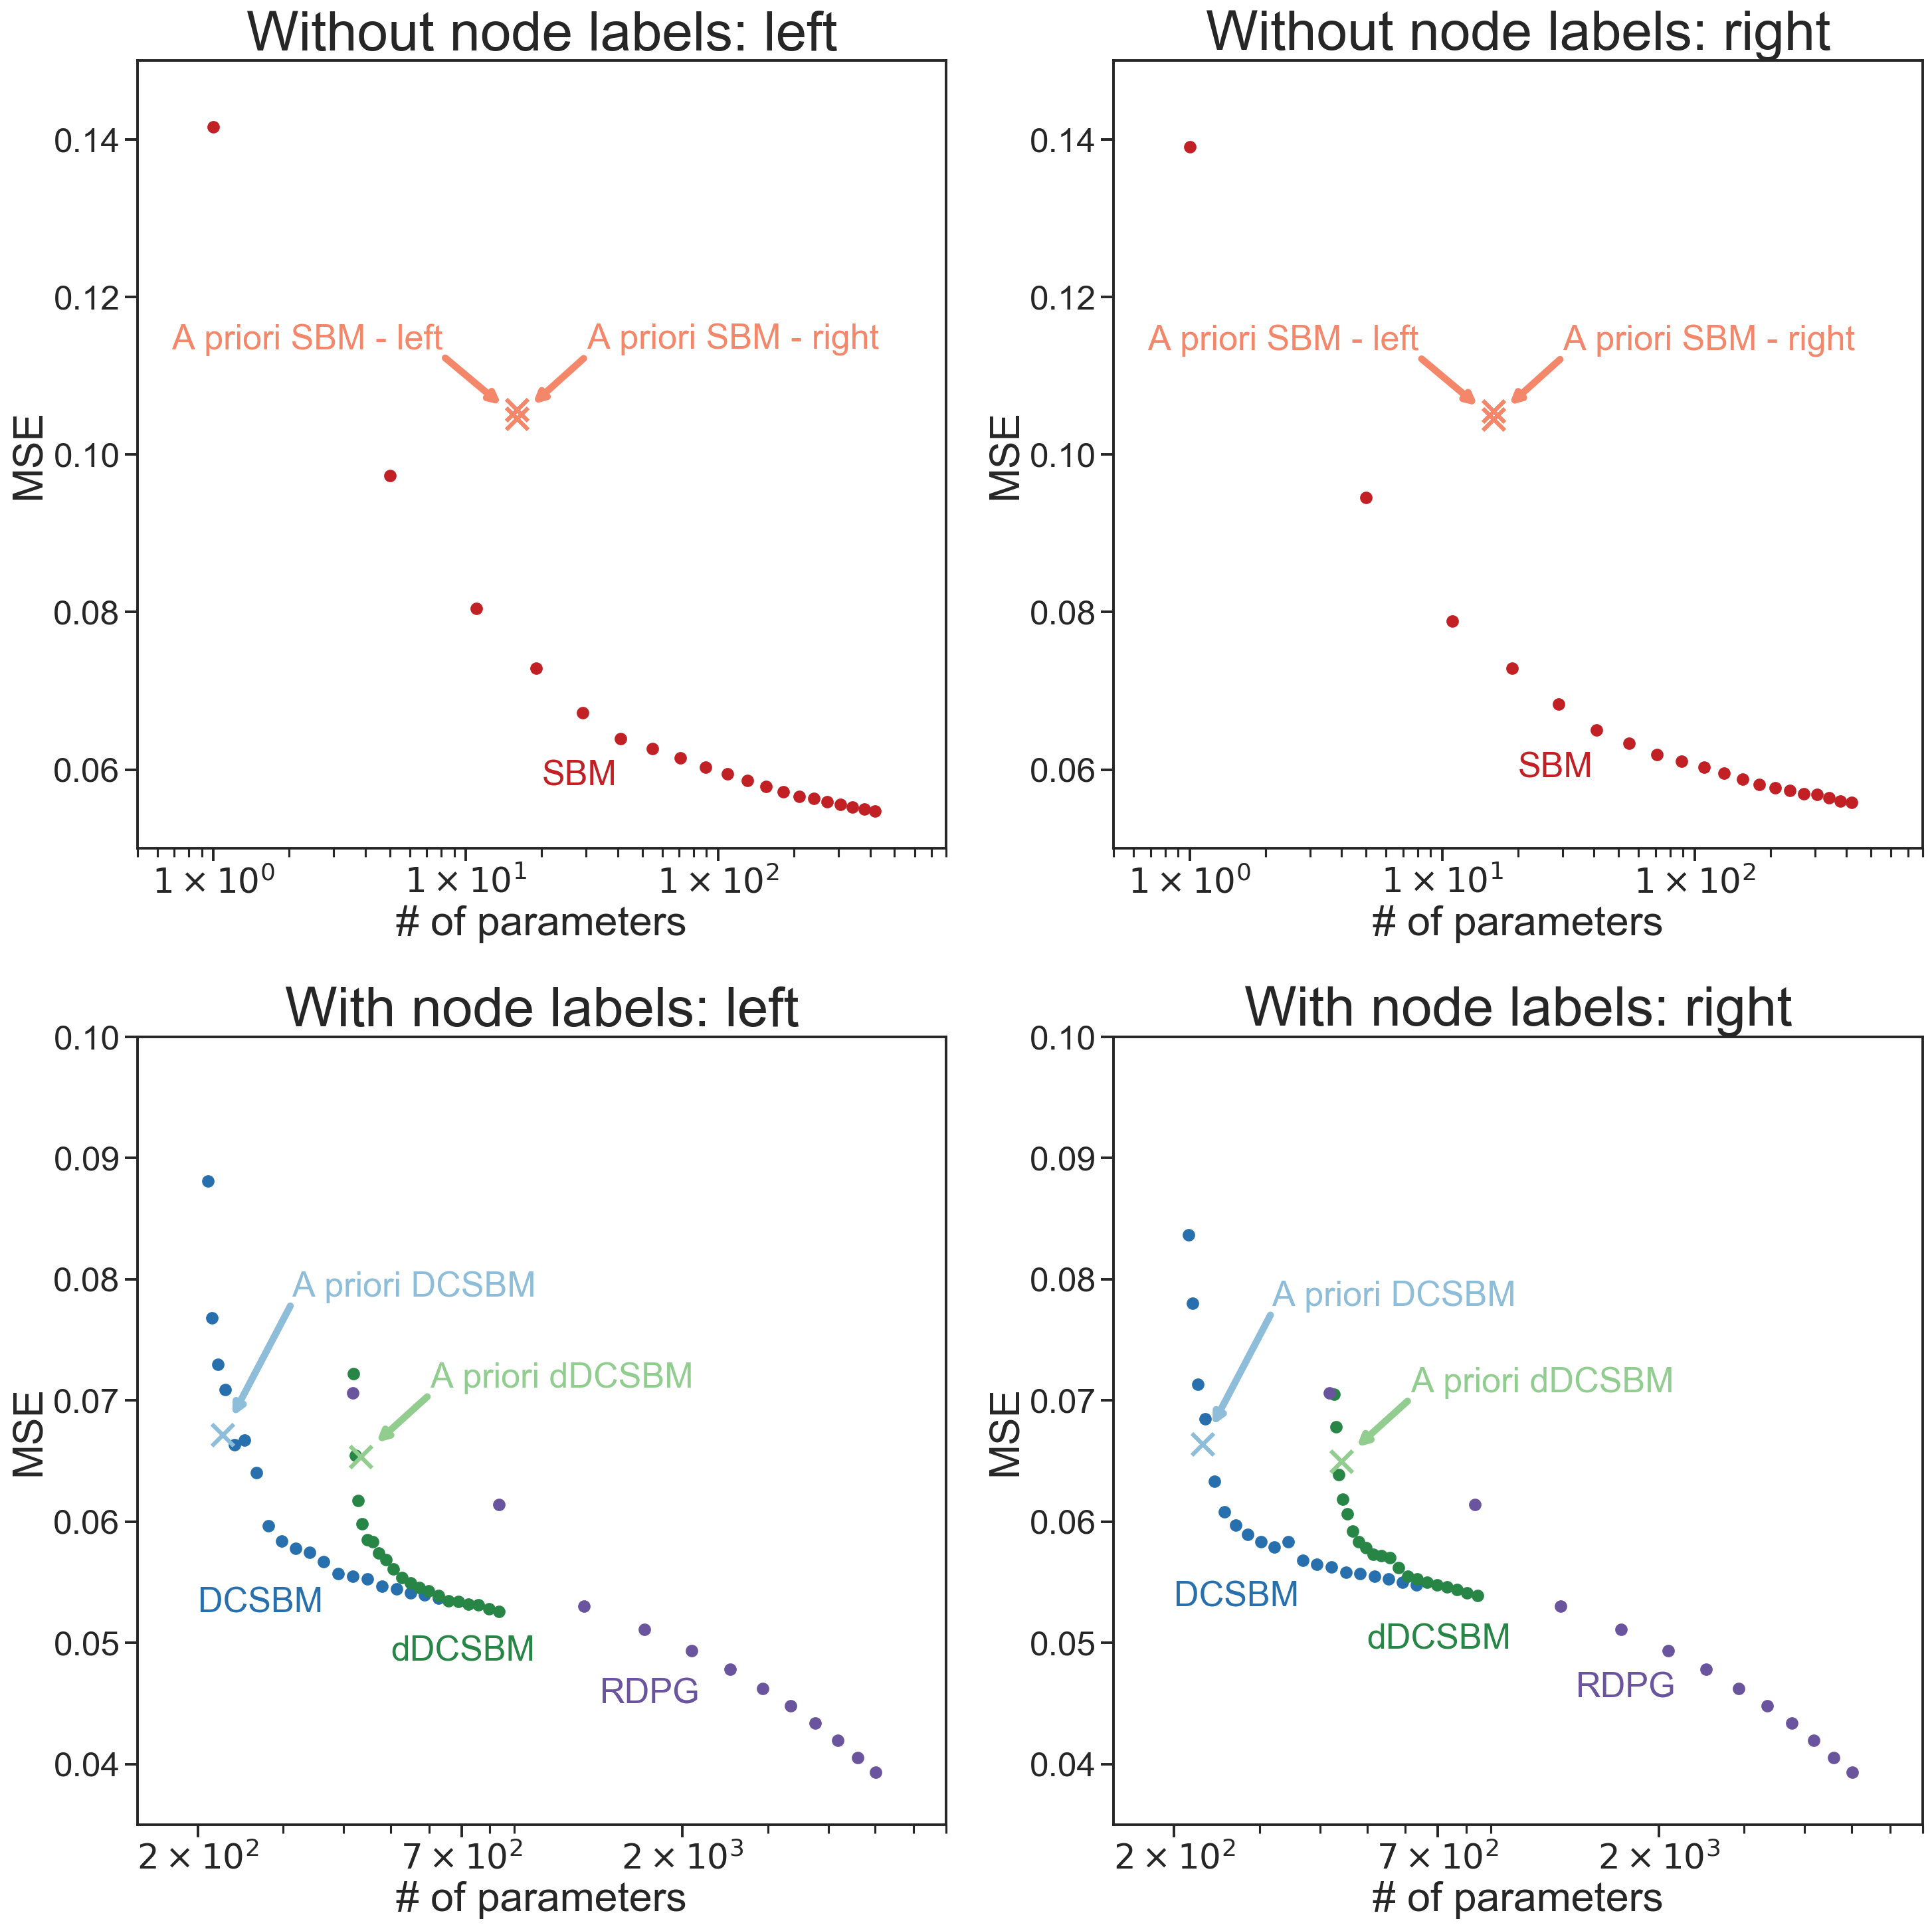 Without node labels: left
0.14
0.12
0.10
0.08
0.06
MSE
A priori SBM - left
A priori SBM - right
SBM
1 × 10⁰
1 × 10¹
1 × 10²
# of parameters
Without node labels: right
0.14
0.12
0.10
0.08
0.06
MSE
A priori SBM - left
A priori SBM - right
SBM
1 × 10⁰
1 × 10¹
1 × 10²
# of parameters
With node labels: left
0.10
0.09
0.08
0.07
0.06
0.05
0.04
MSE
A priori DCSBM
A priori dDCSBM
DCSBM
dDCSBM
RDPG
2 × 10²
7 × 10²
2 × 10³
# of parameters
With node labels: right
0.10
0.09
0.08
0.07
0.06
0.05
0.04
MSE
A priori DCSBM
A priori dDCSBM
DCSBM
dDCSBM
RDPG
2 × 10²
7 × 10²
2 × 10³
# of parameters